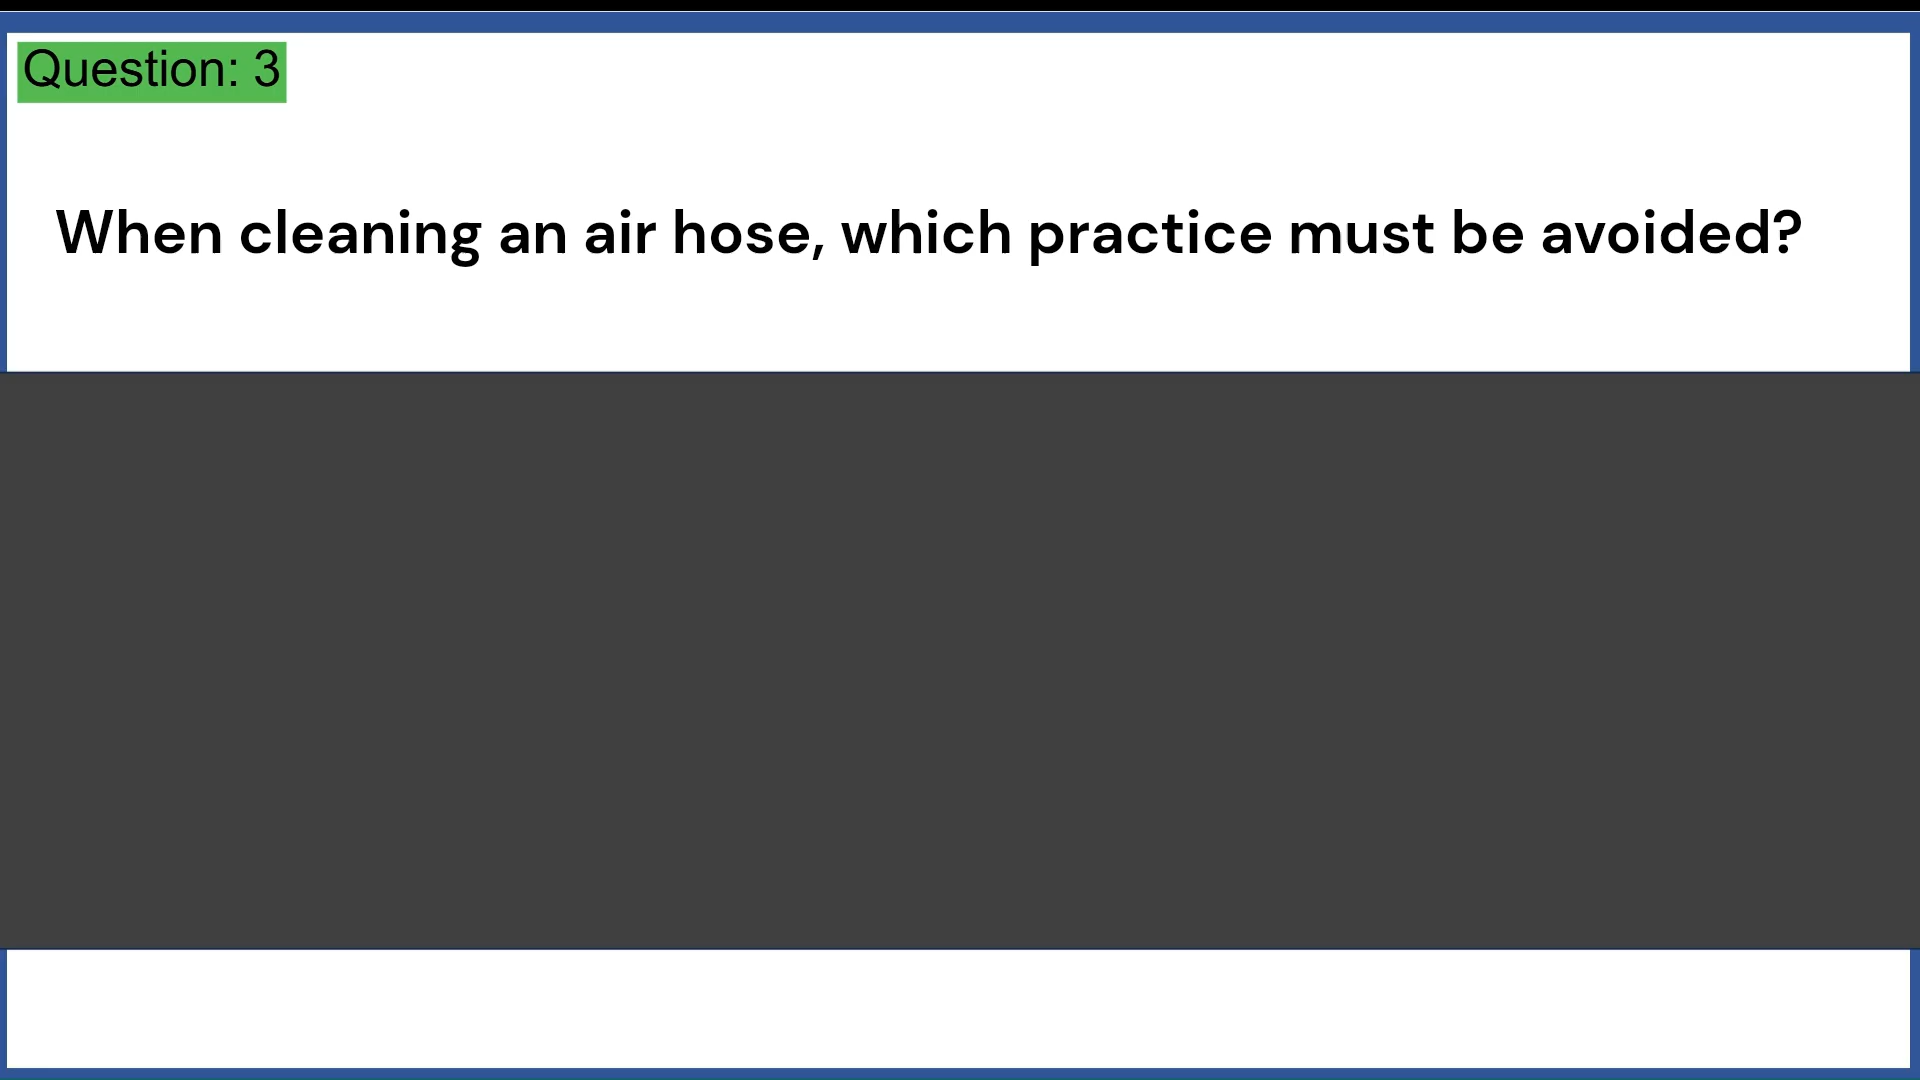 Question: 3
When cleaning an air hose, which practice must be avoided?